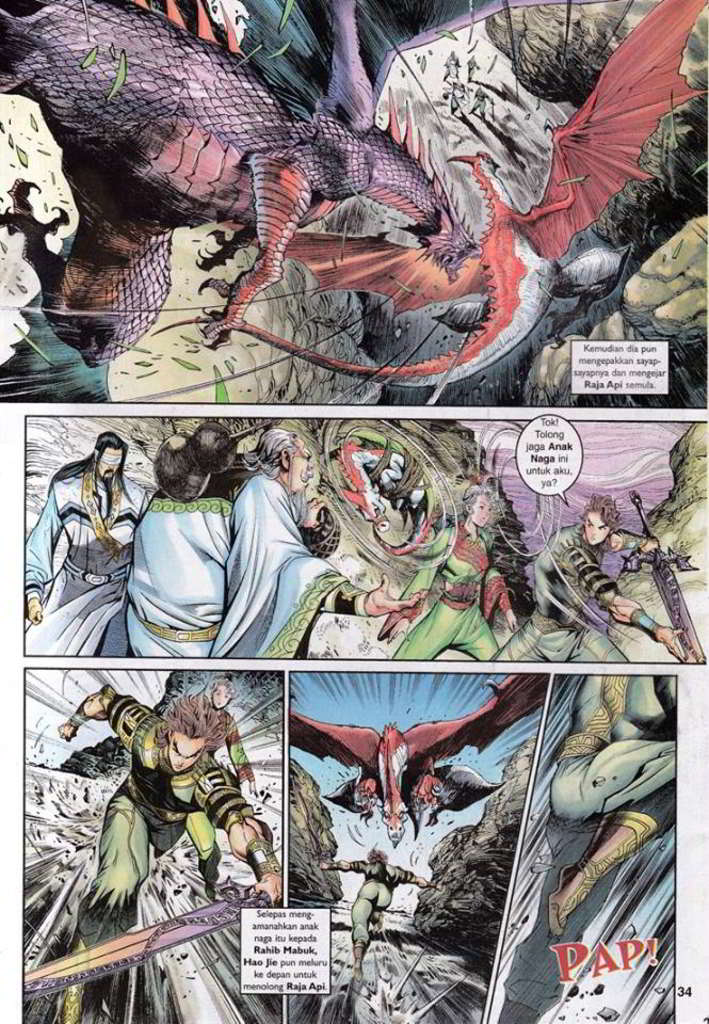 Kemudian dia pun
mengepakkan sayap-
sayapnya dan mengejar
Raja Api semula.
Tok!
Tolong
jaga Anak
Naga ini
untuk aku,
ya?
Selepas meng-
amanahkan anak
naga itu kepada
Rahib Mabuk,
Hao Jie pun meluru
ke depan untuk
menolong Raja Api.
PAP!
34